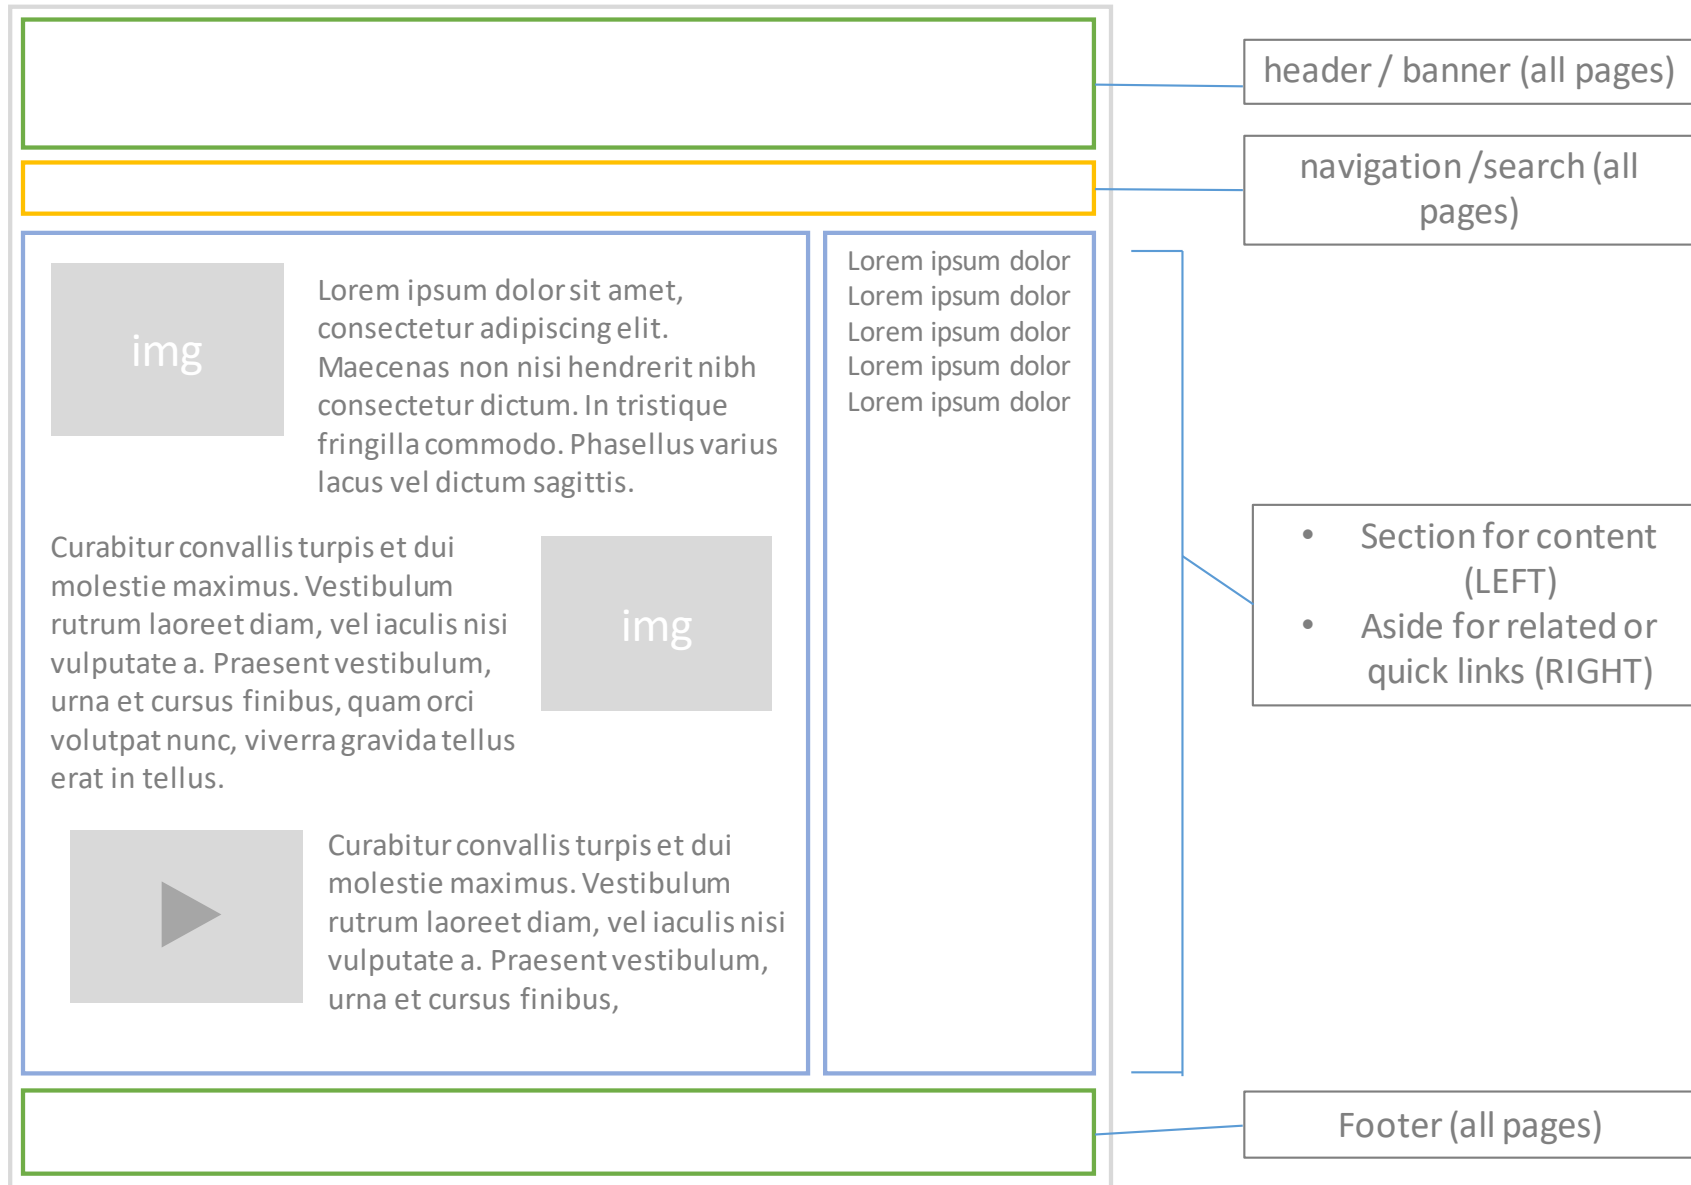 header / banner (all pages)
navigation /search (all
pages)
img
Lorem ipsum dolor sit amet,
consectetur adipiscing elit.
Maecenas non nisi hendrerit nibh
consectetur dictum. In tristique
fringilla commodo. Phasellus varius
lacus vel dictum sagittis.
Curabitur convallis turpis et dui
molestie maximus. Vestibulum
rutrum laoreet diam, vel iaculis nisi
vulputate a. Praesent vestibulum,
urna et cursus finibus, quam orci
volutpat nunc, viverra gravida tellus
erat in tellus.
img
Curabitur convallis turpis et dui
molestie maximus. Vestibulum
rutrum laoreet diam, vel iaculis nisi
vulputate a. Praesent vestibulum,
urna et cursus finibus,
Lorem ipsum dolor
Lorem ipsum dolor
Lorem ipsum dolor
Lorem ipsum dolor
Lorem ipsum dolor
• Section for content
(LEFT)
• Aside for related or
quick links (RIGHT)
Footer (all pages)